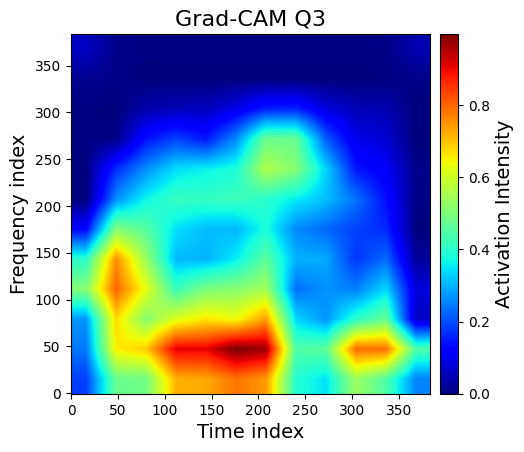 Grad-CAM Q3
Frequency index
350
300
250
200
150
100
50
0
0 50 100 150 200 250 300 350
Time index
0.8
0.6
0.4
0.2
0.0
Activation Intensity